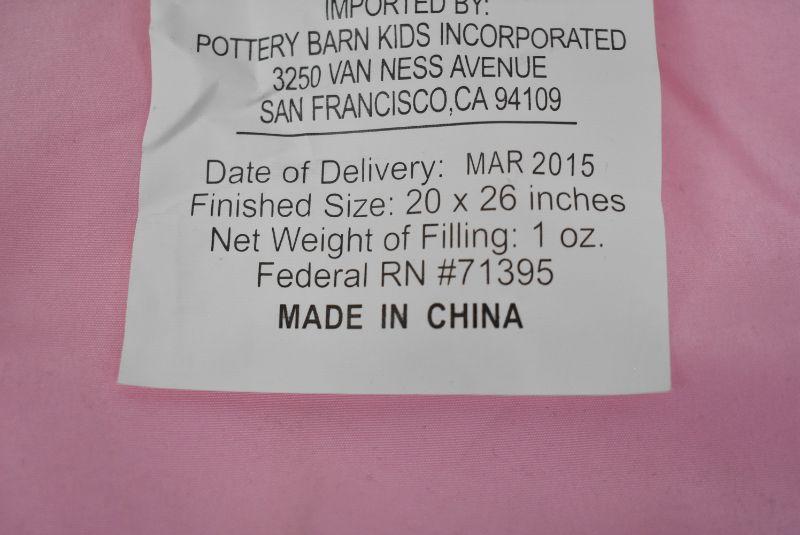 IMPORTED BY:
POTTERY BARN KIDS INCORPORATED
3250 VAN NESS AVENUE
SAN FRANCISCO,CA 94109
Date of Delivery: MAR 2015
Finished Size: 20 x 26 inches
Net Weight of Filling: 1 oz.
Federal RN #71395
MADE IN CHINA